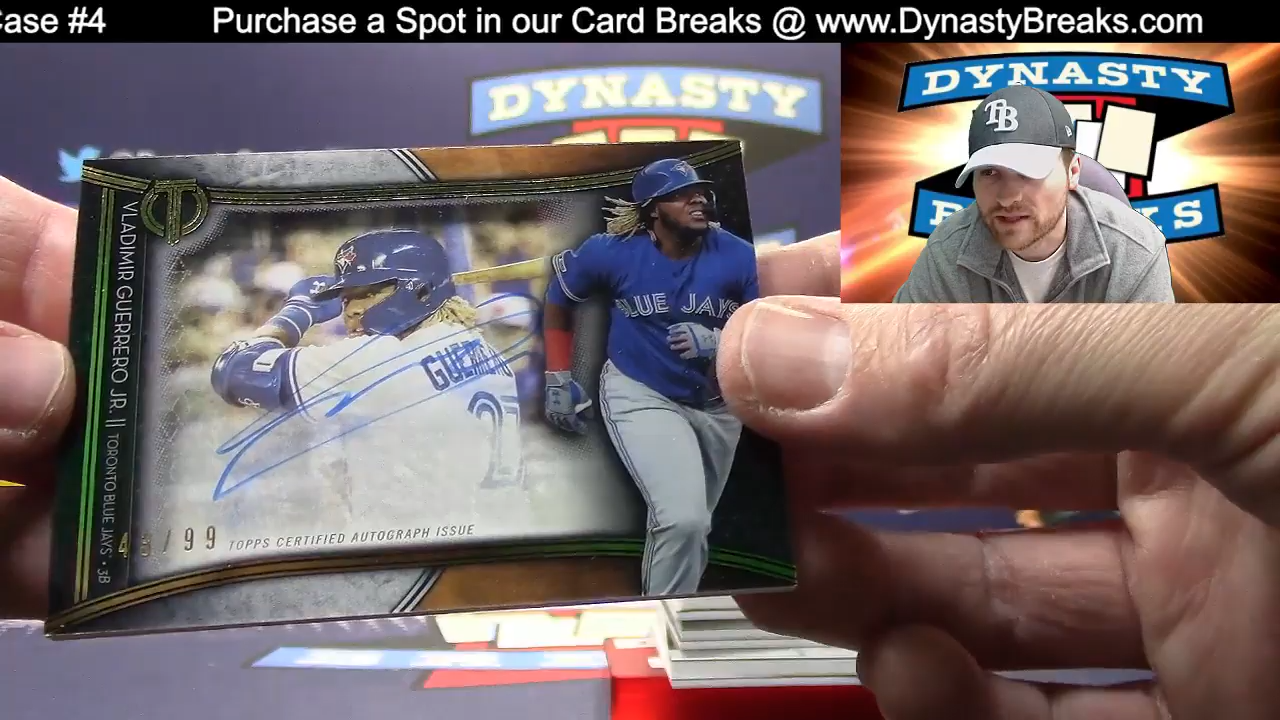 Case #4 Purchase a Spot in our Card Breaks @ www.DynastyBreaks.com
DYNASTY
DYNASTY
TB
VLADIMIR GUERRERO JR. || TORONTO BLUE JAYS • 3B
BLUE JAYS
27
/99 TOPPS CERTIFIED AUTOGRAPH ISSUE